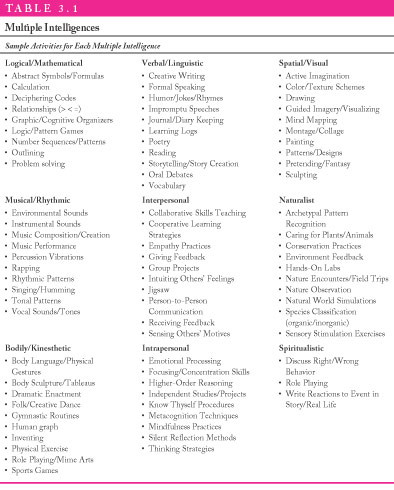 TABLE 3.1
Multiple Intelligences
Sample Activities for Each Multiple Intelligence
Logical/Mathematical
• Abstract Symbols/Formulas
• Calculation
• Deciphering Codes
• Relationships (> < =)
• Graphic/Cognitive Organizers
• Logic/Pattern Games
• Number Sequences/Patterns
• Outlining
• Problem solving
Verbal/Linguistic
• Creative Writing
• Formal Speaking
• Humor/Jokes/Rhymes
• Impromptu Speeches
• Journal/Diary Keeping
• Learning Logs
• Poetry
• Reading
• Storytelling/Story Creation
• Oral Debates
• Vocabulary
Spatial/Visual
• Active Imagination
• Color/Texture Schemes
• Drawing
• Guided Imagery/Visualizing
• Mind Mapping
• Montage/Collage
• Painting
• Patterns/Designs
• Pretending/Fantasy
• Sculpting
Musical/Rhythmic
• Environmental Sounds
• Instrumental Sounds
• Music Composition/Creation
• Music Performance
• Percussion Vibrations
• Rapping
• Rhythmic Patterns
• Singing/Humming
• Tonal Patterns
• Vocal Sounds/Tones
Interpersonal
• Collaborative Skills Teaching
• Cooperative Learning
Strategies
• Empathy Practices
• Giving Feedback
• Group Projects
• Intuiting Others' Feelings
• Jigsaw
• Person-to-Person
Communication
• Receiving Feedback
• Sensing Others' Motives
Naturalist
• Archetypal Pattern
Recognition
• Caring for Plants/Animals
• Conservation Practices
• Environment Feedback
• Hands-On Labs
• Nature Encounters/Field Trips
• Nature Observation
• Natural World Simulations
• Species Classification
(organic/inorganic)
• Sensory Stimulation Exercises
Bodily/Kinesthetic
• Body Language/Physical
Gestures
• Body Sculpture/Tableaus
• Dramatic Enactment
• Folk/Creative Dance
• Gymnastic Routines
• Human graph
• Inventing
• Physical Exercise
• Role Playing/Mime Arts
• Sports Games
Intrapersonal
• Emotional Processing
• Focusing/Concentration Skills
• Higher-Order Reasoning
• Independent Studies/Projects
• Know Thyself Procedures
• Metacognition Techniques
• Mindfulness Practices
• Silent Reflection Methods
• Thinking Strategies
Spiritualistic
• Discuss Right/Wrong
Behavior
• Role Playing
• Write Reactions to Event in
Story/Real Life